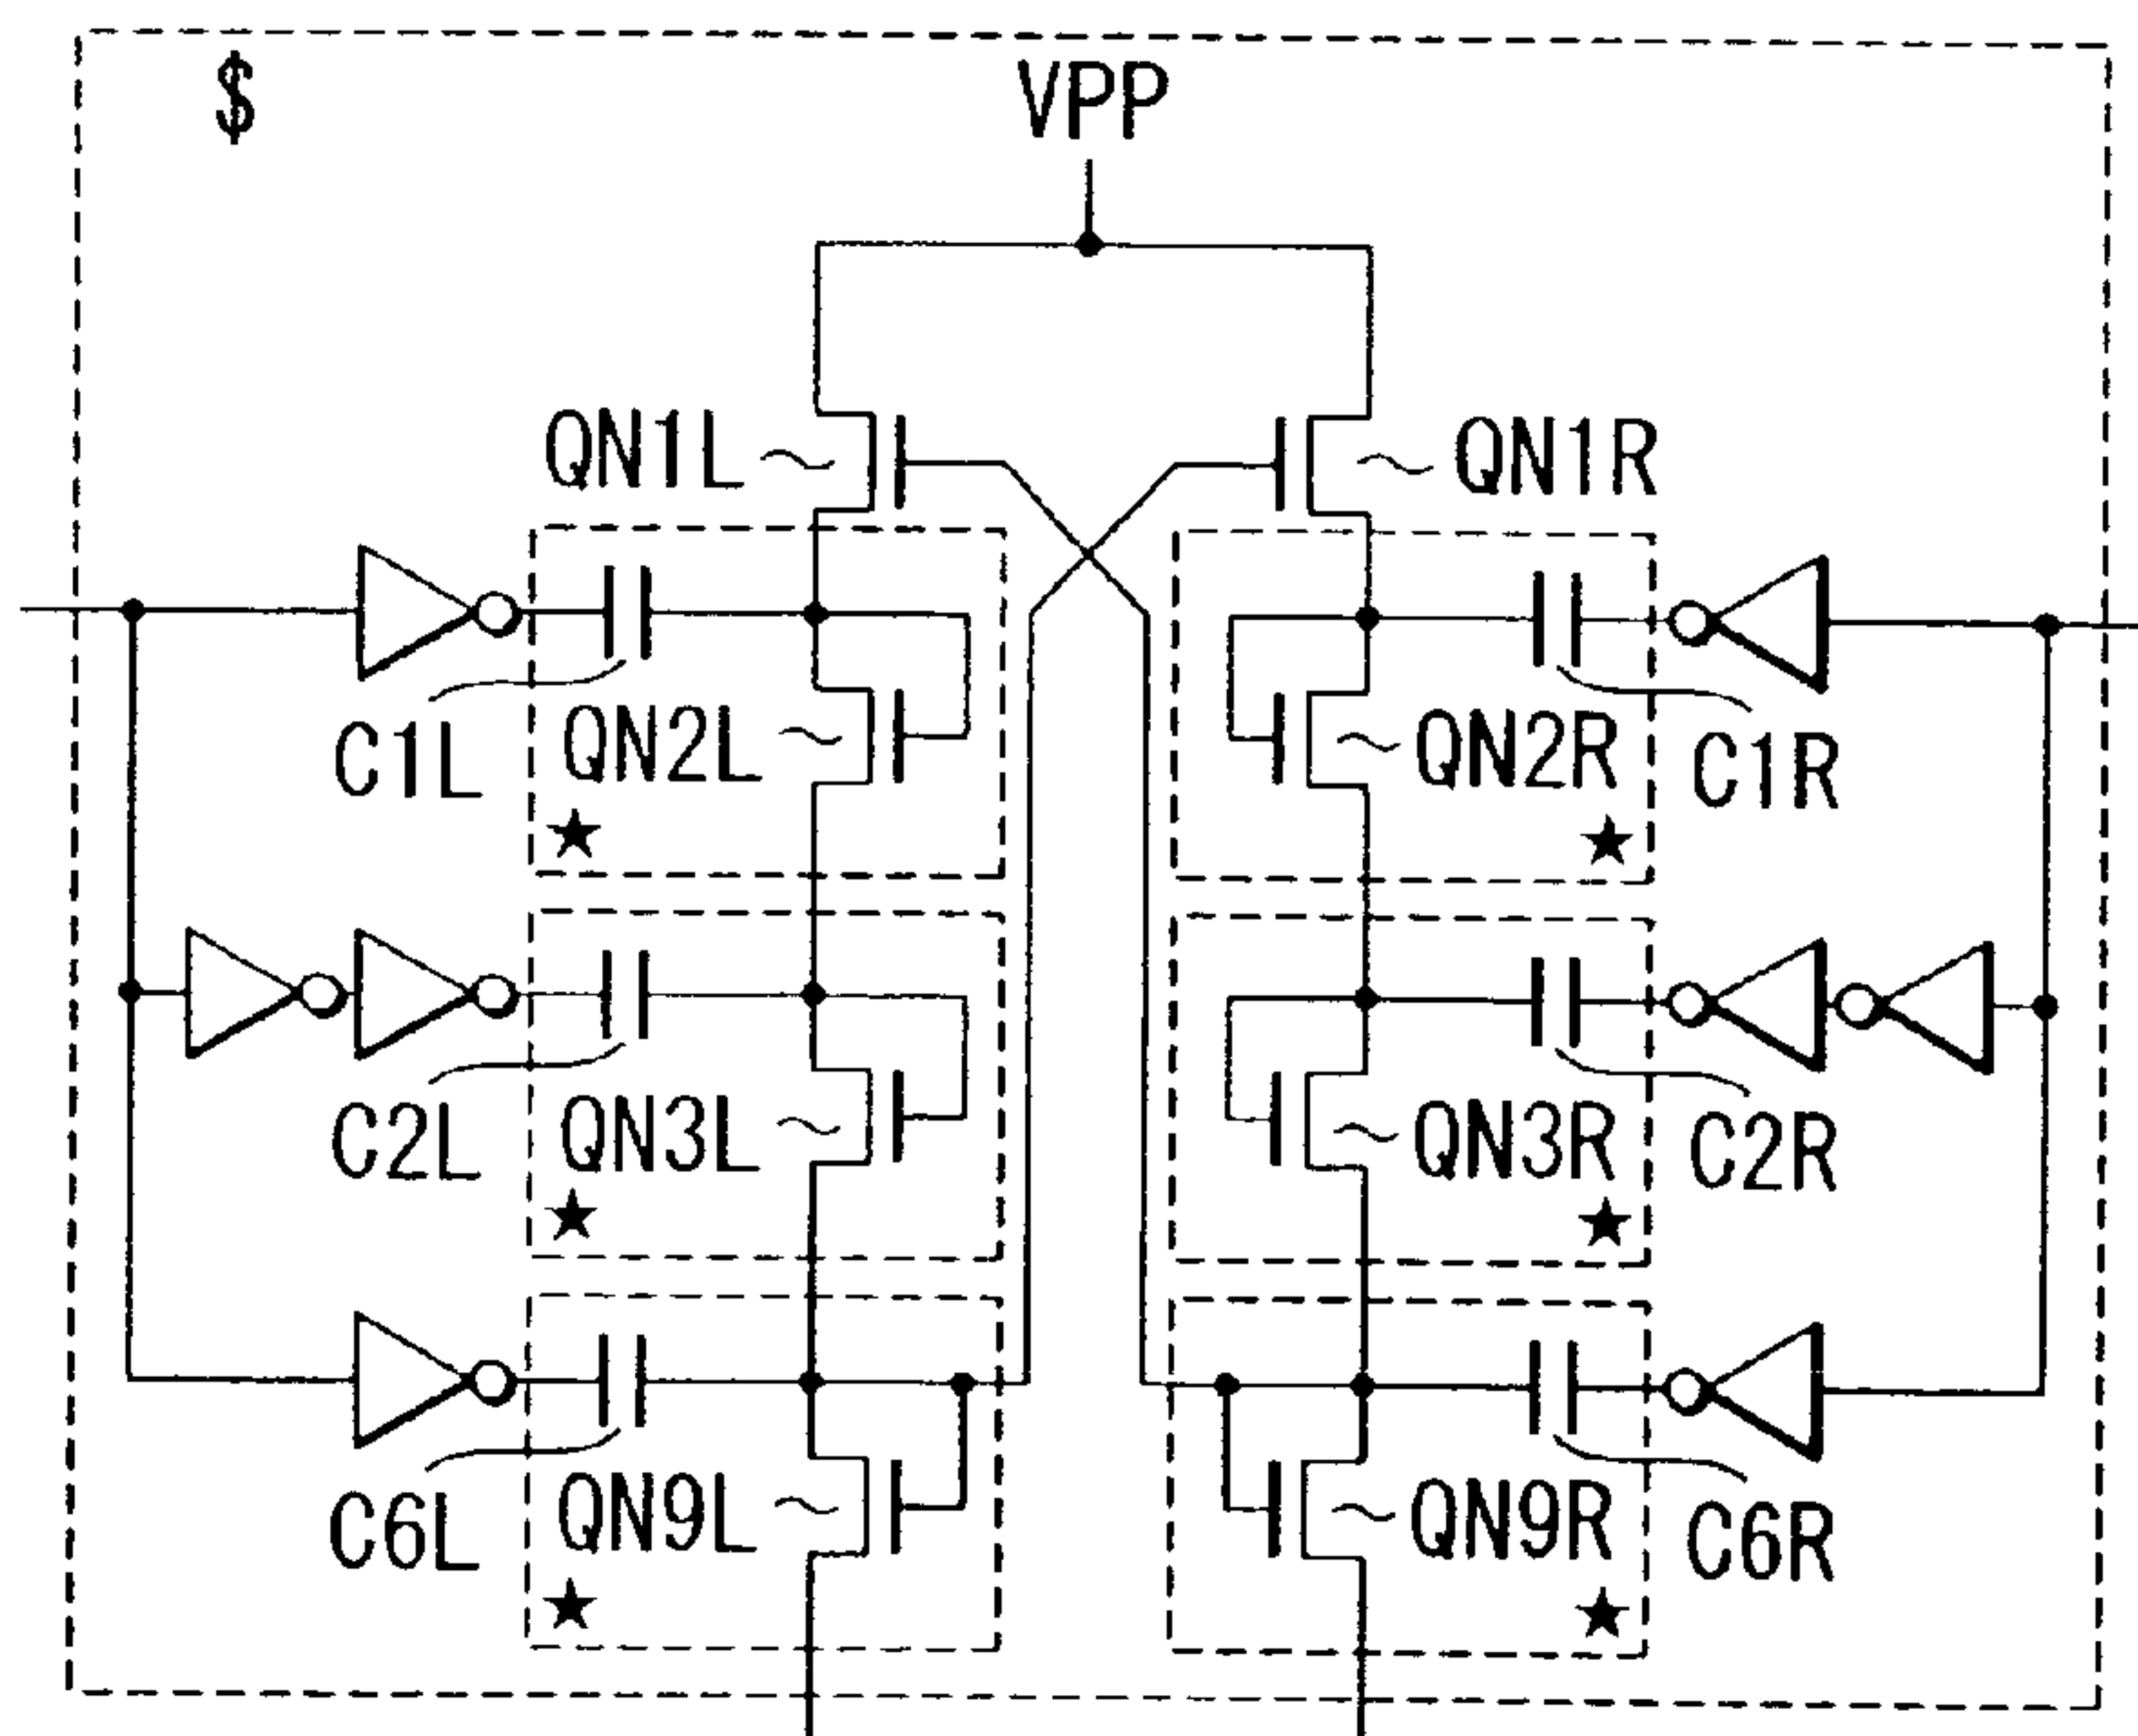 $
VPP
QN1L
QN1R
C1L
QN2L
★
QN2R
★
C1R
C2L
QN3L
★
QN3R
★
C2R
C6L
QN9L
★
QN9R
★
C6R